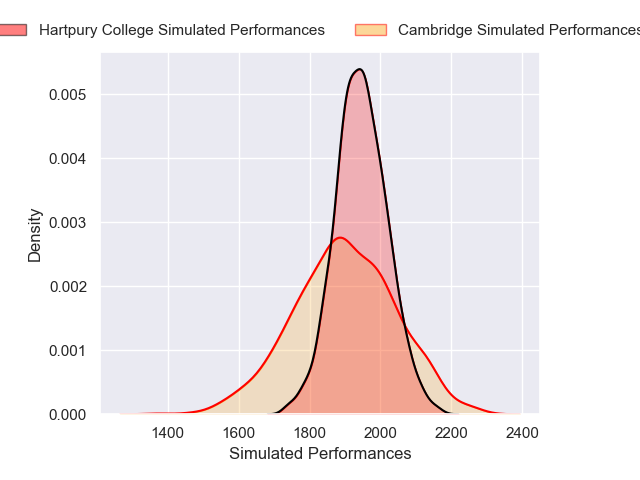 Hartpury College Simulated Performances Cambridge Simulated Performances
0.005
0.004
0.003
0.002
0.001
0.000
Density
1400 1600 1800 2000 2200 2400
Simulated Performances